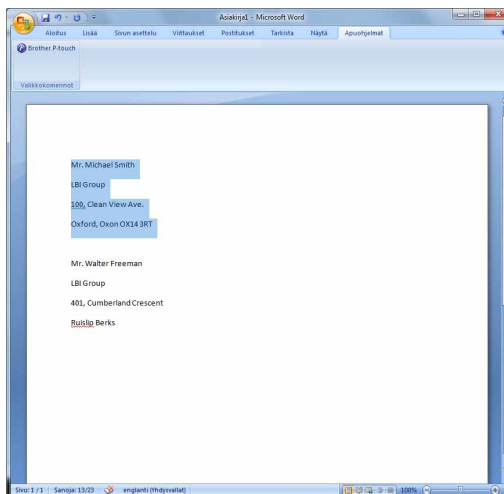 Asiakirja1 - Microsoft Word
Aloitus Lisää Sivun asettelu Viittaukset Postitukset Tarkista Näytä Apuohjelmat
Brother P-touch
Valikkokomennot
Mr. Michael Smith
LBI Group
100, Clean View Ave.
Oxford, Oxon OX14 3RT
Mr. Walter Freeman
LBI Group
401, Cumberland Crescent
Ruislip Berks
Sivu: 1 / 1 Sanoja: 13/23 englanti (Yhdysvallat) 100%